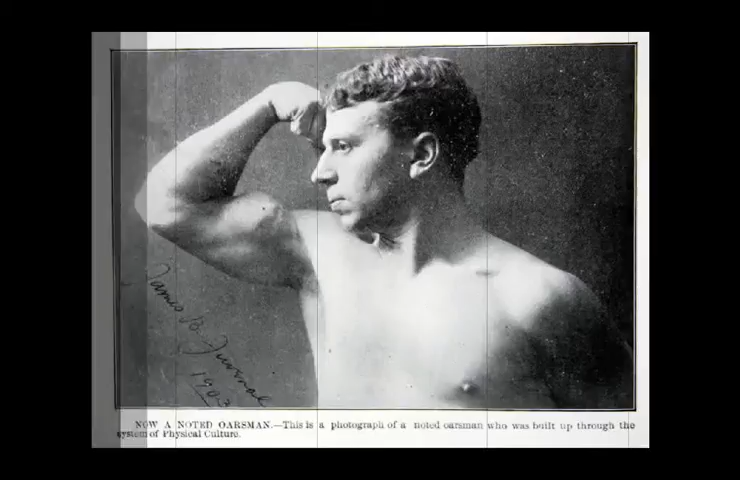 James B. Juvenal
1903
NOW A NOTED OARSMAN.—This is a photograph of a noted oarsman who was built up through the
system of Physical Culture.